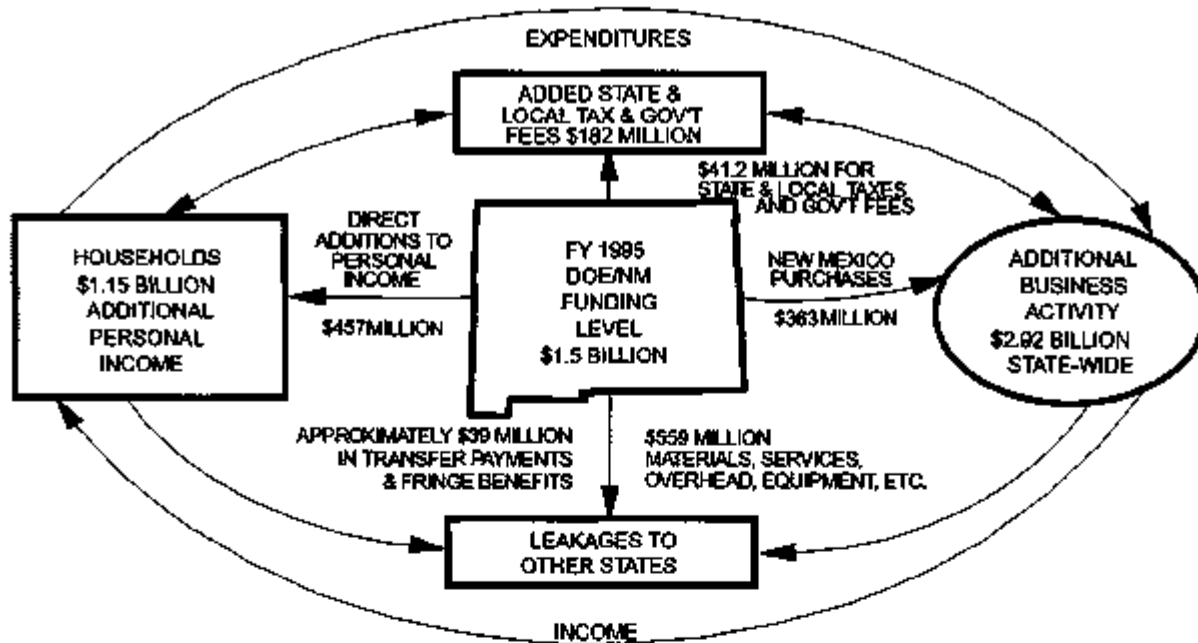 EXPENDITURES
ADDED STATE &
LOCAL TAX & GOV'T
FEES $182 MILLION
$41.2 MILLION FOR
STATE & LOCAL TAXES
AND GOV'T FEES
DIRECT
ADDITIONS TO
PERSONAL
INCOME
$457 MILLION
HOUSEHOLDS
$1.15 BILLION
ADDITIONAL
PERSONAL
INCOME
FY 1995
DOE/NM
FUNDING
LEVEL
$1.5 BILLION
NEW MEXICO
PURCHASES
$363 MILLION
ADDITIONAL
BUSINESS
ACTIVITY
$2.92 BILLION
STATE-WIDE
APPROXIMATELY $39 MILLION
IN TRANSFER PAYMENTS
& FRINGE BENEFITS
$559 MILLION
MATERIALS, SERVICES,
OVERHEAD, EQUIPMENT, ETC.
LEAKAGES TO
OTHER STATES
INCOME